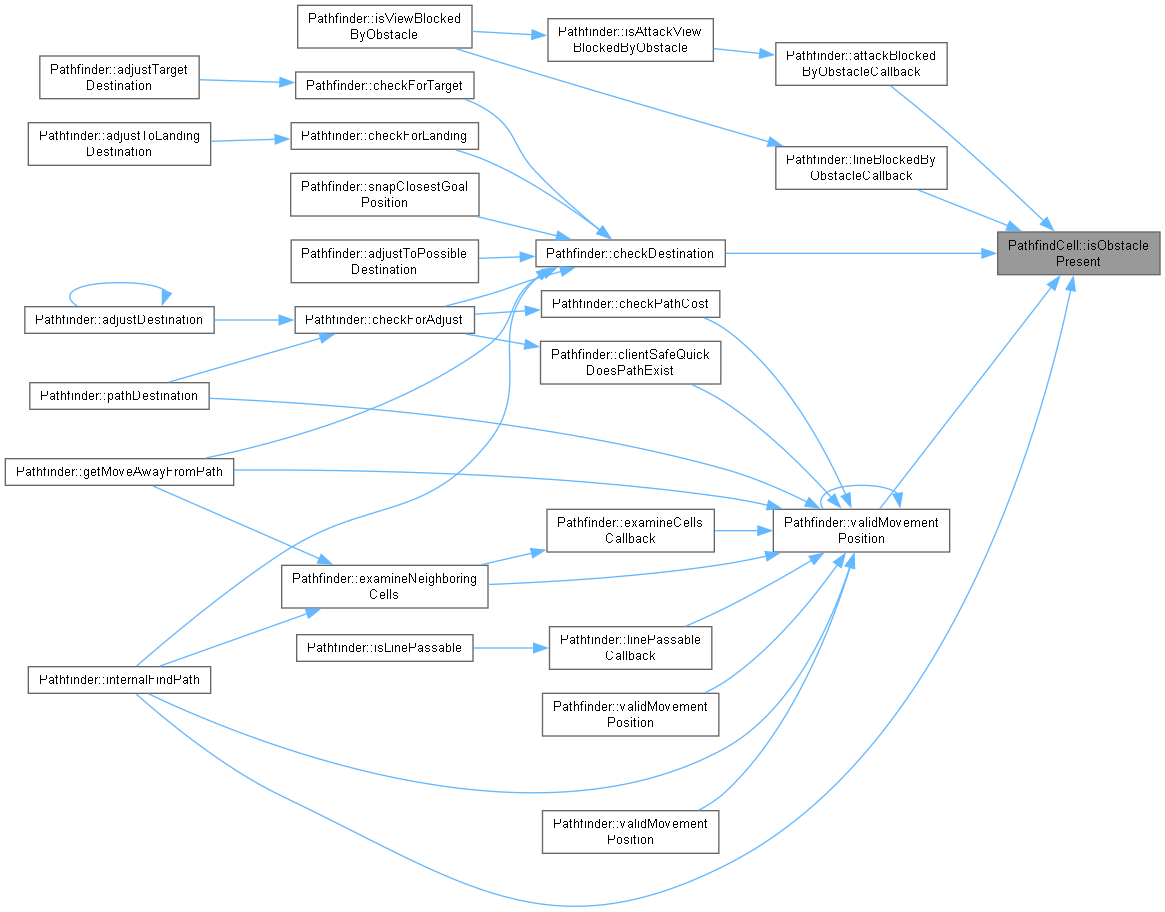 Pathfinder::isViewBlocked
ByObstacle
Pathfinder::isAttackView
BlockedByObstacle
Pathfinder::attackBlocked
ByObstacleCallback
Pathfinder::adjustTarget
Destination
Pathfinder::checkForTarget
Pathfinder::adjustToLanding
Destination
Pathfinder::checkForLanding
Pathfinder::lineBlockedBy
ObstacleCallback
Pathfinder::snapClosestGoal
Position
PathfindCell::isObstacle
Present
Pathfinder::adjustToPossible
Destination
Pathfinder::checkDestination
Pathfinder::adjustDestination
Pathfinder::checkForAdjust
Pathfinder::checkPathCost
Pathfinder::clientSafeQuick
DoesPathExist
Pathfinder::pathDestination
Pathfinder::getMoveAwayFromPath
Pathfinder::examineCells
Callback
Pathfinder::validMovement
Position
Pathfinder::examineNeighboring
Cells
Pathfinder::isLinePassable
Pathfinder::linePassable
Callback
Pathfinder::internalFindPath
Pathfinder::validMovement
Position
Pathfinder::validMovement
Position